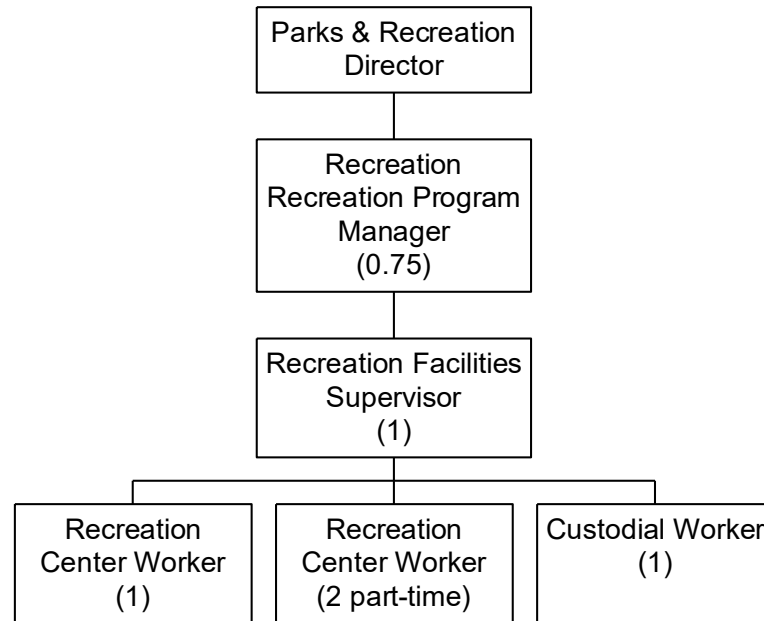 Parks & Recreation
Director
Recreation
Recreation Program
Manager
(0.75)
Recreation Facilities
Supervisor
(1)
Recreation
Center Worker
(1)
Recreation
Center Worker
(2 part-time)
Custodial Worker
(1)